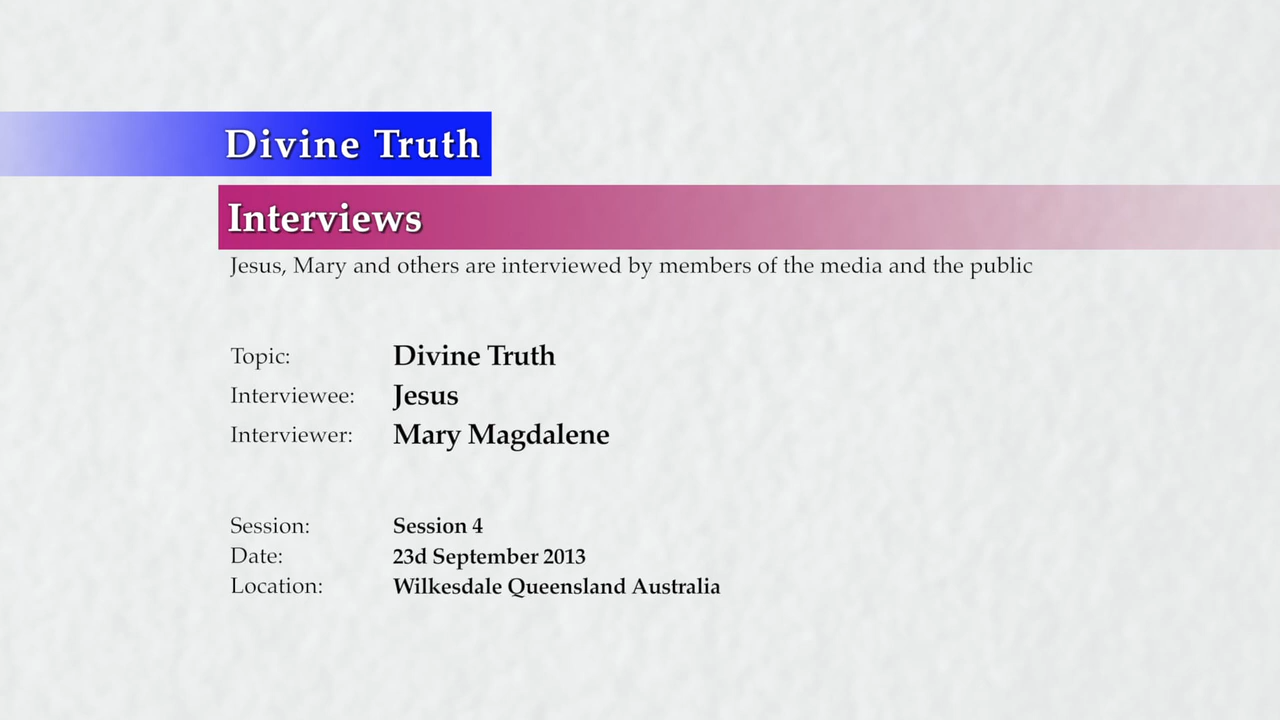 Divine Truth
Interviews
Jesus, Mary and others are interviewed by members of the media and the public
Topic: Divine Truth
Interviewee: Jesus
Interviewer: Mary Magdalene
Session: Session 4
Date: 23d September 2013
Location: Wilkesdale Queensland Australia